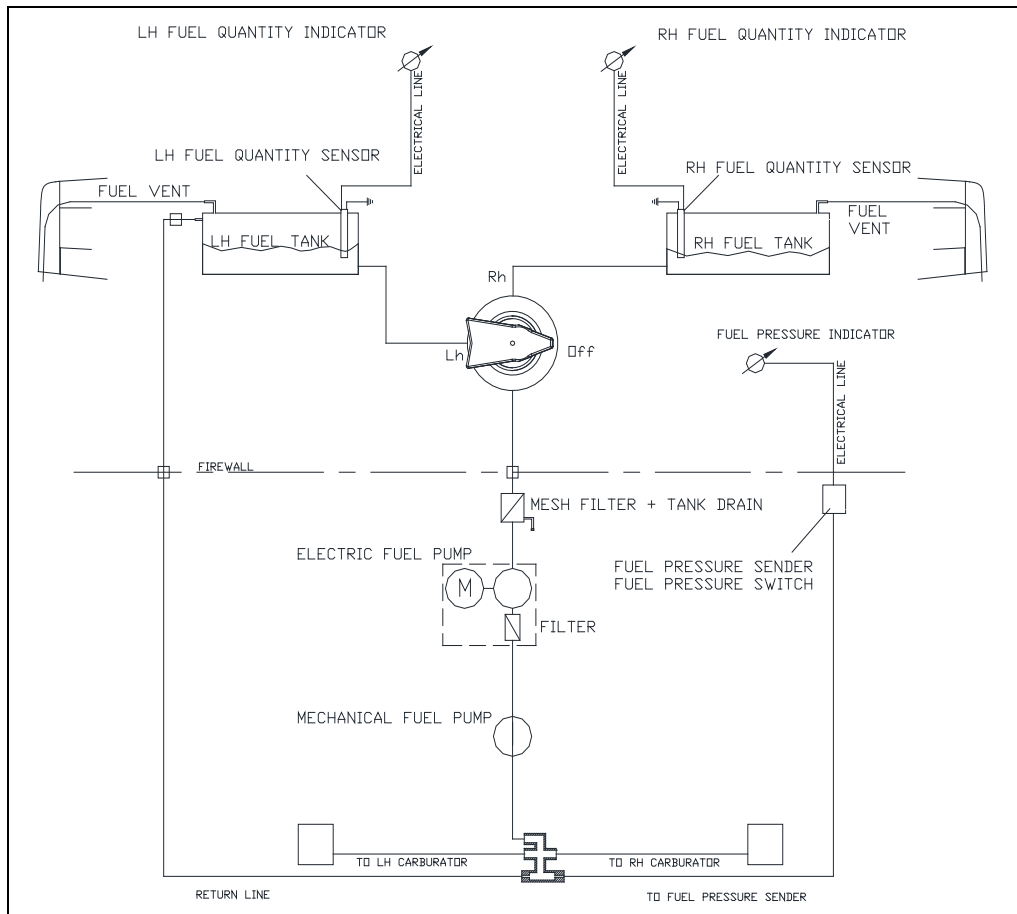 LH FUEL QUANTITY INDICATOR
RH FUEL QUANTITY INDICATOR
ELECTRICAL LINE
ELECTRICAL LINE
LH FUEL QUANTITY SENSOR
RH FUEL QUANTITY SENSOR
FUEL VENT
FUEL
VENT
LH FUEL TANK
RH FUEL TANK
Rh
Lh
Off
FUEL PRESSURE INDICATOR
ELECTRICAL LINE
FIREWALL
MESH FILTER + TANK DRAIN
ELECTRIC FUEL PUMP
M
FUEL PRESSURE SENDER
FUEL PRESSURE SWITCH
FILTER
MECHANICAL FUEL PUMP
TO LH CARBURATOR
TO RH CARBURATOR
RETURN LINE
TO FUEL PRESSURE SENDER